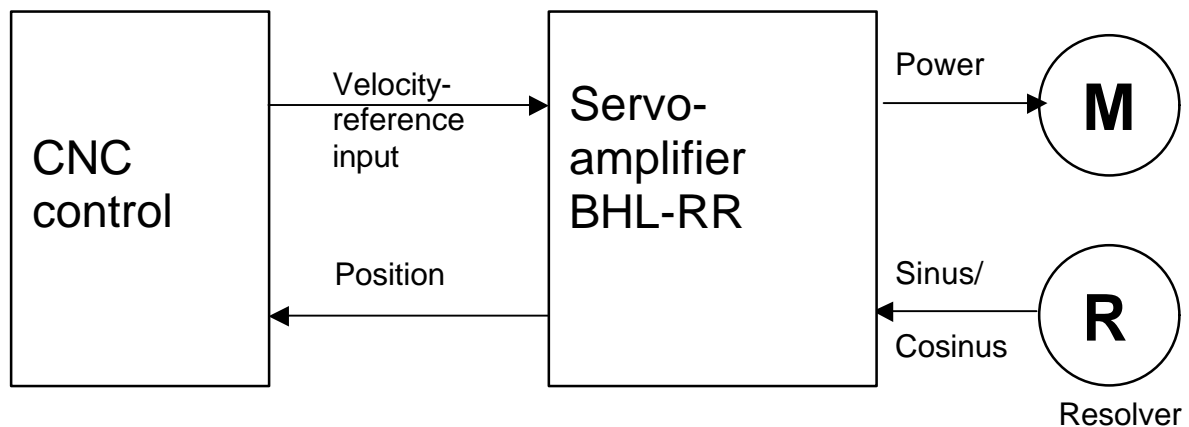 CNC
control
Velocity-
reference
input
Position
Servo-
amplifier
BHL-RR
Power
M
Sinus/
Cosinus
R
Resolver